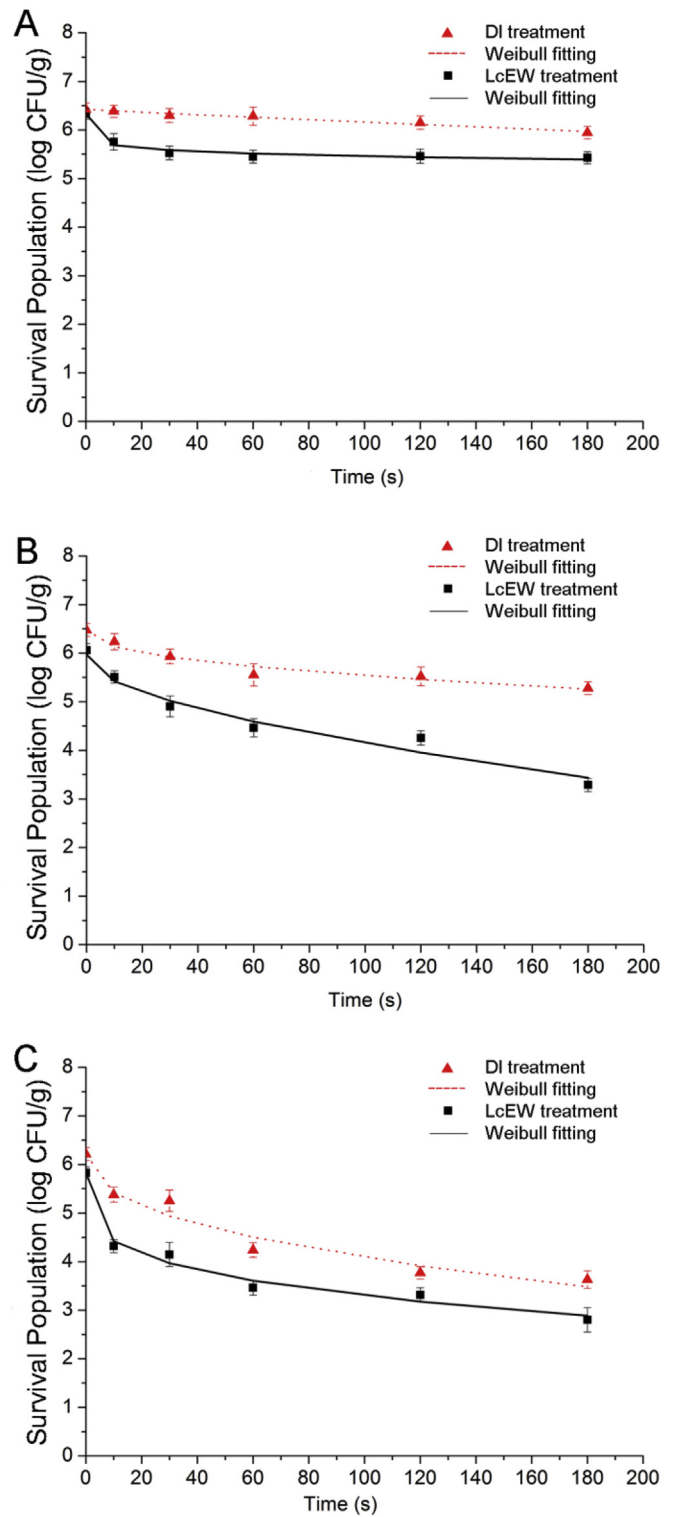 A
DI treatment
Weibull fitting
LcEW treatment
Weibull fitting
Survival Population (log CFU/g)
8
7
6
5
4
3
2
1
0
0 20 40 60 80 100 120 140 160 180 200
Time (s)
B
DI treatment
Weibull fitting
LcEW treatment
Weibull fitting
Survival Population (log CFU/g)
8
7
6
5
4
3
2
1
0
0 20 40 60 80 100 120 140 160 180 200
Time (s)
C
DI treatment
Weibull fitting
LcEW treatment
Weibull fitting
Survival Population (log CFU/g)
8
7
6
5
4
3
2
1
0
0 20 40 60 80 100 120 140 160 180 200
Time (s)